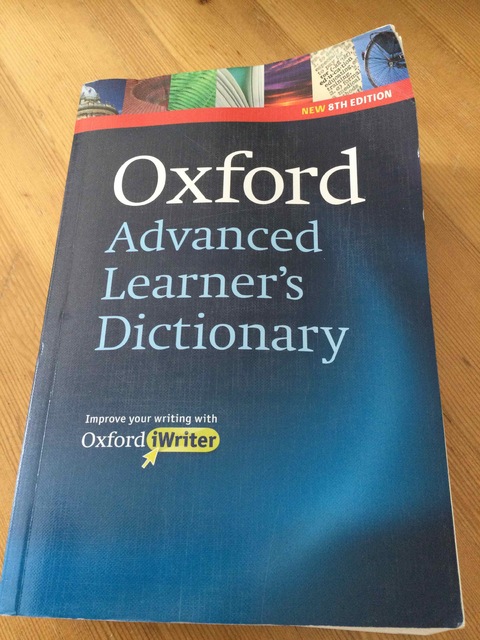 NEW 8TH EDITION
Oxford
Advanced
Learner's
Dictionary
Improve your writing with
Oxford iWriter